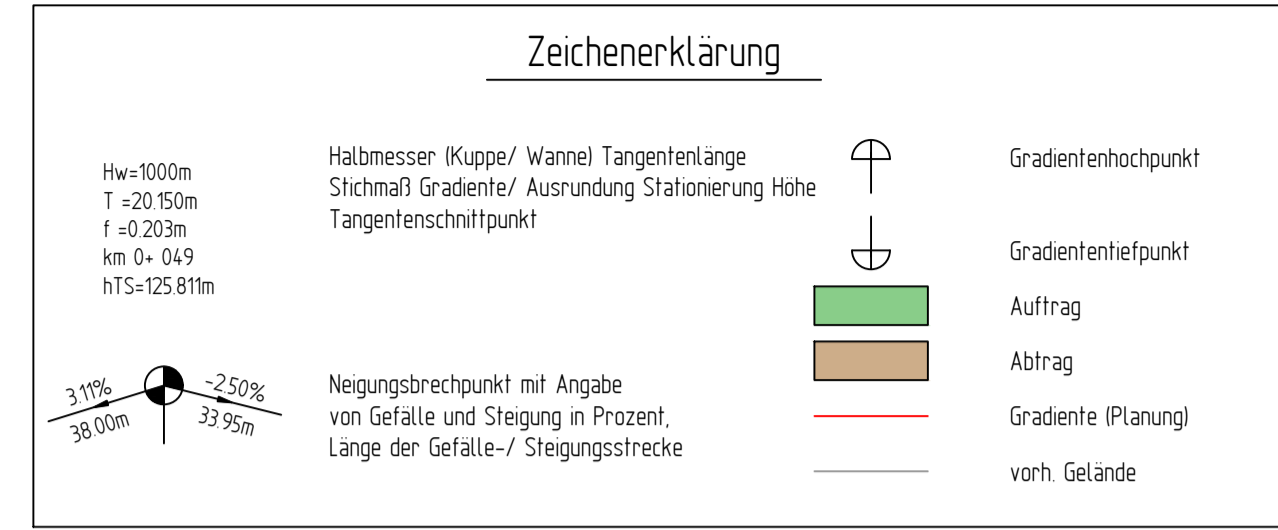 Zeichenerklärung
Hw=1000m
T =20.150m
f =0.203m
km 0+ 049
hTS=125.811m
Halbmesser (Kuppe/ Wanne) Tangentenlänge
Stichmaß Gradiente/ Ausrundung Stationierung Höhe
Tangentenschnittpunkt
3.11%
38.00m
-2.50%
33.95m
Neigungsbrechpunkt mit Angabe
von Gefälle und Steigung in Prozent,
Länge der Gefälle-/ Steigungsstrecke
Gradientenhochpunkt
Gradiententiefpunkt
Auftrag
Abtrag
Gradiente (Planung)
vorh. Gelände